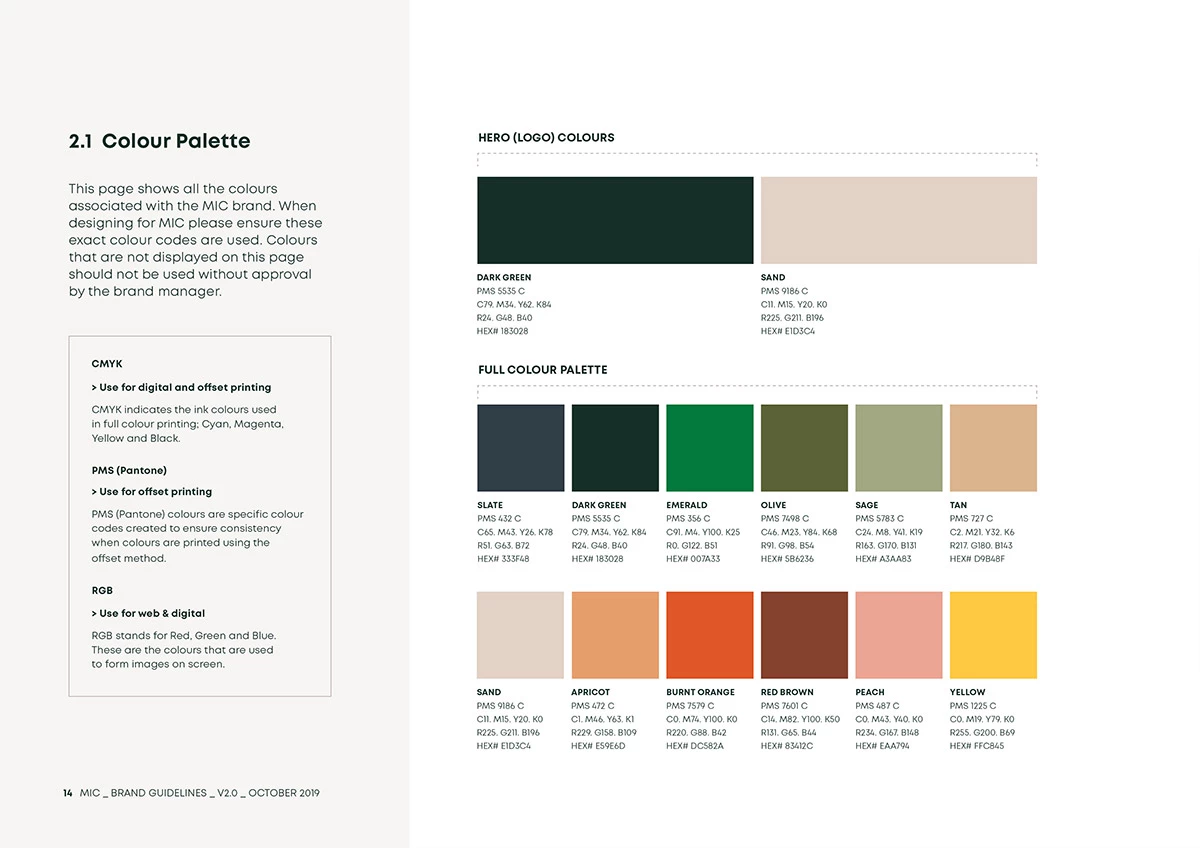 2.1 Colour Palette
This page shows all the colours
associated with the MIC brand. When
designing for MIC please ensure these
exact colour codes are used. Colours
that are not displayed on this page
should not be used without approval
by the brand manager.
CMYK
> Use for digital and offset printing
CMYK indicates the ink colours used
in full colour printing; Cyan, Magenta,
Yellow and Black.
PMS (Pantone)
> Use for offset printing
PMS (Pantone) colours are specific colour
codes created to ensure consistency
when colours are printed using the
offset method.
RGB
> Use for web & digital
RGB stands for Red, Green and Blue.
These are the colours that are used
to form images on screen.
14 MIC _ BRAND GUIDELINES _ V2.0 _ OCTOBER 2019
HERO (LOGO) COLOURS
DARK GREEN
PMS 5535 C
C79. M34. Y62. K84
R24. G48. B40
HEX# 183028
SAND
PMS 9186 C
C11. M15. Y20. K0
R225. G211. B196
HEX# E1D3C4
FULL COLOUR PALETTE
SLATE
PMS 432 C
C65. M43. Y26. K78
R51. G63. B72
HEX# 333F48
DARK GREEN
PMS 5535 C
C79. M34. Y62. K84
R24. G48. B40
HEX# 183028
EMERALD
PMS 356 C
C91. M4. Y100. K25
R0. G122. B51
HEX# 007A33
OLIVE
PMS 7498 C
C46. M23. Y84. K68
R91. G98. B54
HEX# 5B6236
SAGE
PMS 5783 C
C24. M8. Y41. K19
R163. G170. B131
HEX# A3AA83
TAN
PMS 727 C
C2. M21. Y32. K6
R217. G180. B143
HEX# D9B48F
SAND
PMS 9186 C
C11. M15. Y20. K0
R225. G211. B196
HEX# E1D3C4
APRICOT
PMS 472 C
C1. M46. Y63. K1
R229. G158. B109
HEX# E59E6D
BURNT ORANGE
PMS 7579 C
C0. M74. Y100. K0
R220. G88. B42
HEX# DC582A
RED BROWN
PMS 7601 C
C14. M82. Y100. K50
R131. G65. B44
HEX# 83412C
PEACH
PMS 487 C
C0. M43. Y40. K0
R234. G167. B148
HEX# EAA794
YELLOW
PMS 1225 C
C0. M19. Y79. K0
R255. G200. B69
HEX# FFC845